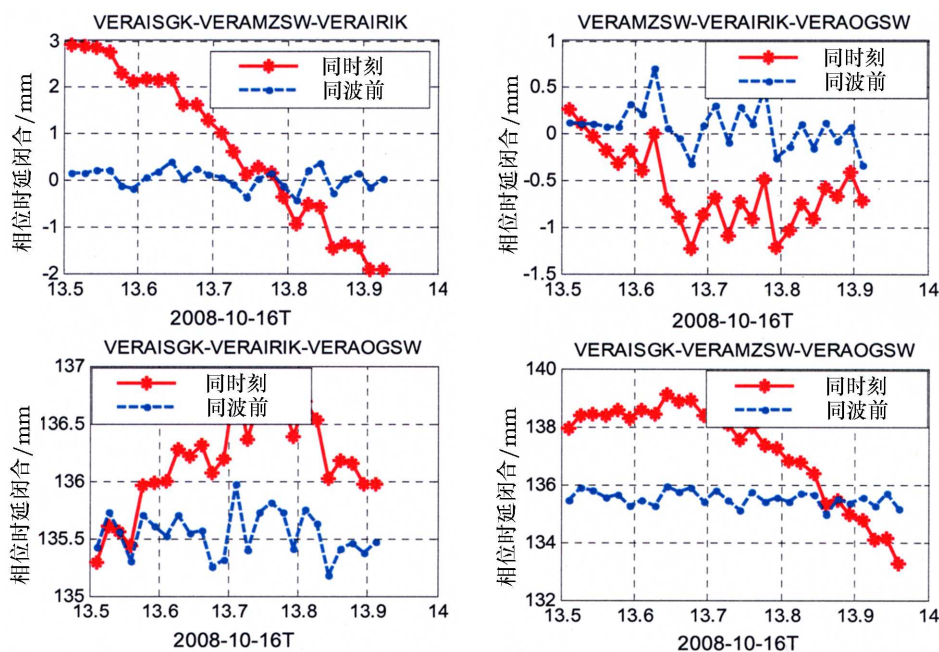 VERAISGK-VERAMZSW-VERAIRIK
相位时延闭合/mm
3
2
1
0
-1
-2
同时刻
同波前
13.5 13.6 13.7 13.8 13.9 14
2008-10-16T
VERAMZSW-VERAIRIK-VERAOGSW
相位时延闭合/mm
1
0.5
0
-0.5
-1
-1.5
同时刻
同波前
13.5 13.6 13.7 13.8 13.9 14
2008-10-16T
VERAISGK-VERAIRIK-VERAOGSW
相位时延闭合/mm
137
136.5
136
135.5
135
同时刻
同波前
13.5 13.6 13.7 13.8 13.9 14
2008-10-16T
VERAISGK-VERAMZSW-VERAOGSW
相位时延闭合/mm
140
138
136
134
132
同时刻
同波前
13.5 13.6 13.7 13.8 13.9 14
2008-10-16T